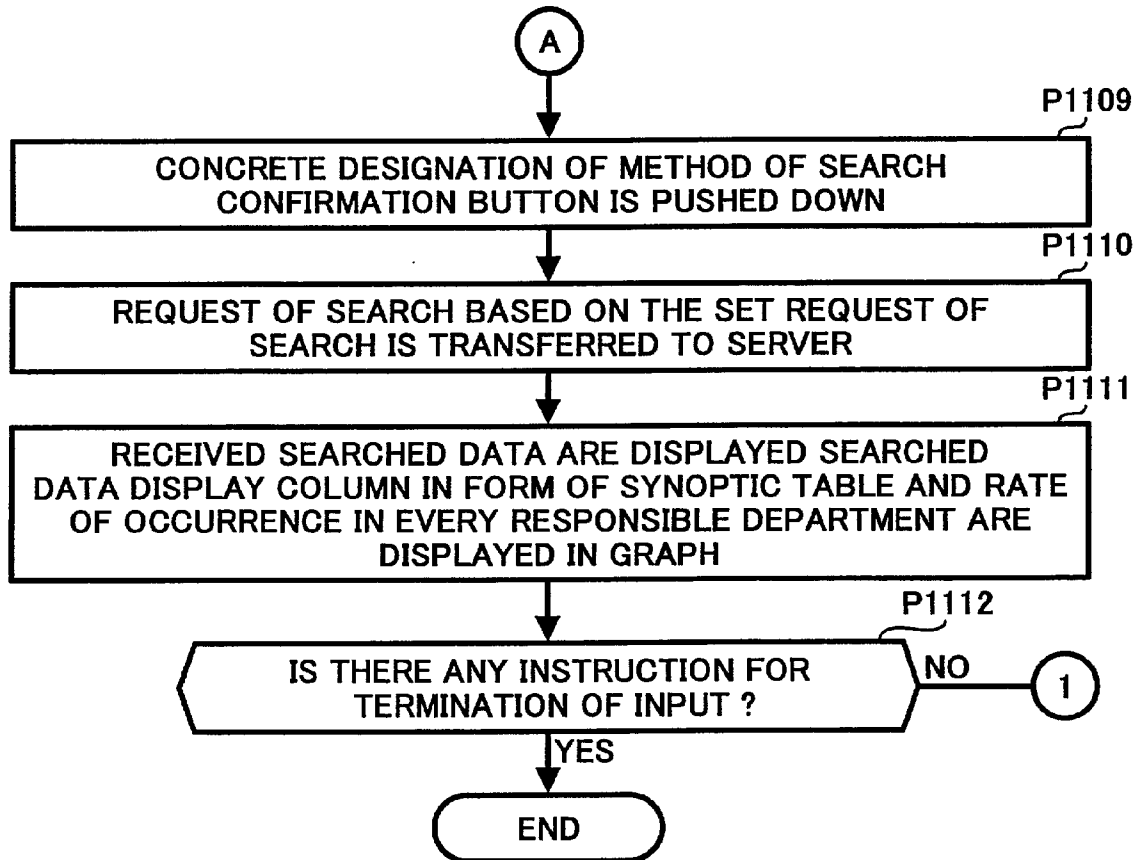 A
P1109
CONCRETE DESIGNATION OF METHOD OF SEARCH
CONFIRMATION BUTTON IS PUSHED DOWN
P1110
REQUEST OF SEARCH BASED ON THE SET REQUEST OF
SEARCH IS TRANSFERRED TO SERVER
P1111
RECEIVED SEARCHED DATA ARE DISPLAYED SEARCHED
DATA DISPLAY COLUMN IN FORM OF SYNOPTIC TABLE AND RATE
OF OCCURRENCE IN EVERY RESPONSIBLE DEPARTMENT ARE
DISPLAYED IN GRAPH
P1112
IS THERE ANY INSTRUCTION FOR
TERMINATION OF INPUT ?
NO
1
YES
END